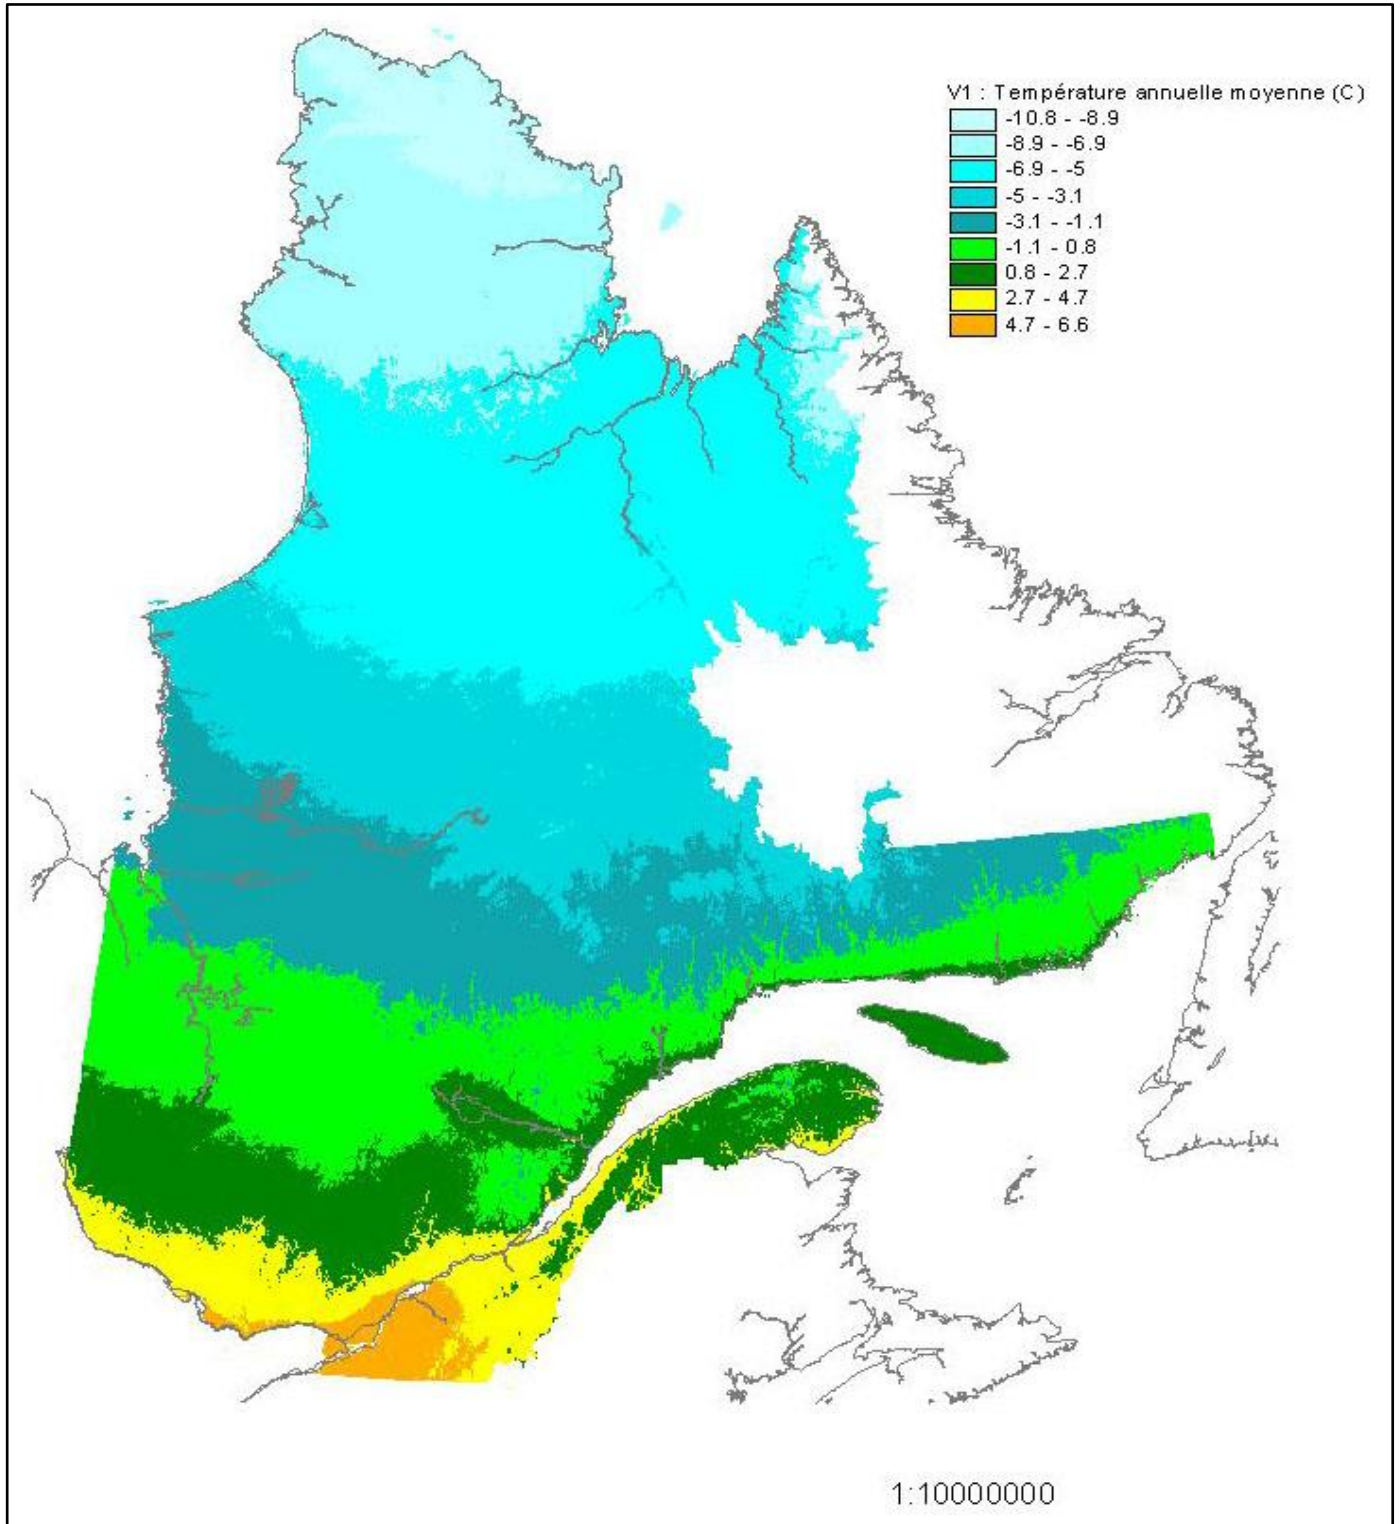 V1 : Température annuelle moyenne (C)
-10.8 - -8.9
-8.9 - -6.9
-6.9 - -5
-5 - -3.1
-3.1 - -1.1
-1.1 - 0.8
0.8 - 2.7
2.7 - 4.7
4.7 - 6.6
1:10000000